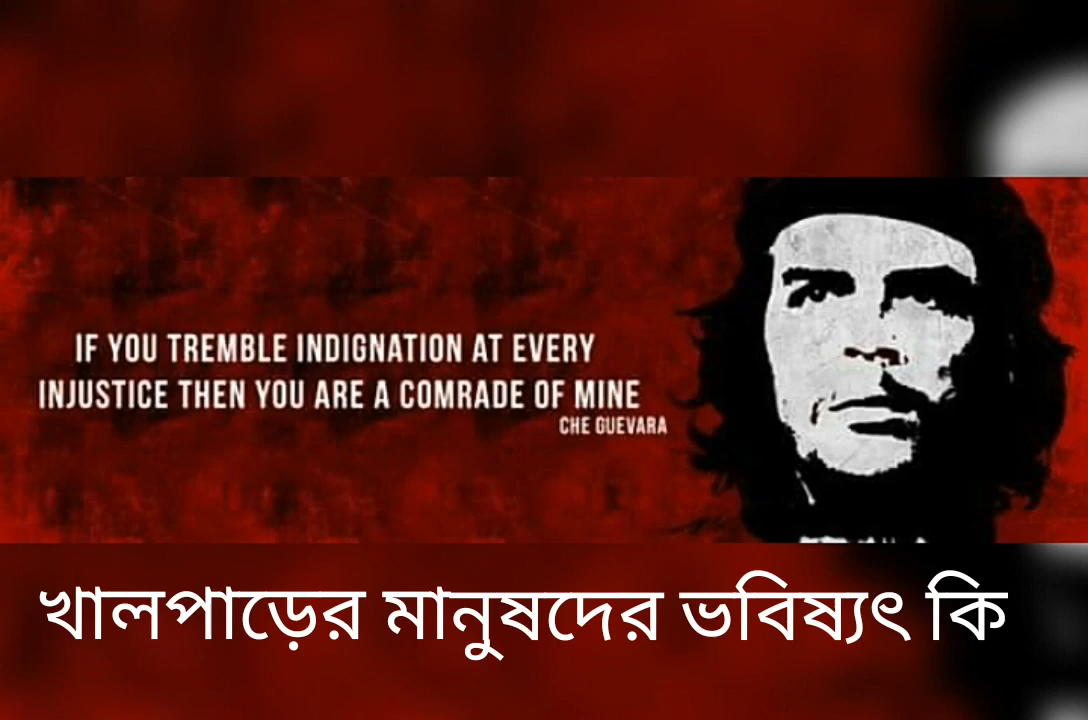 IF YOU TREMBLE INDIGNATION AT EVERY
INJUSTICE THEN YOU ARE A COMRADE OF MINE
CHE GUEVARA
খালপাড়ের মানুষদের ভবিষ্যৎ কি